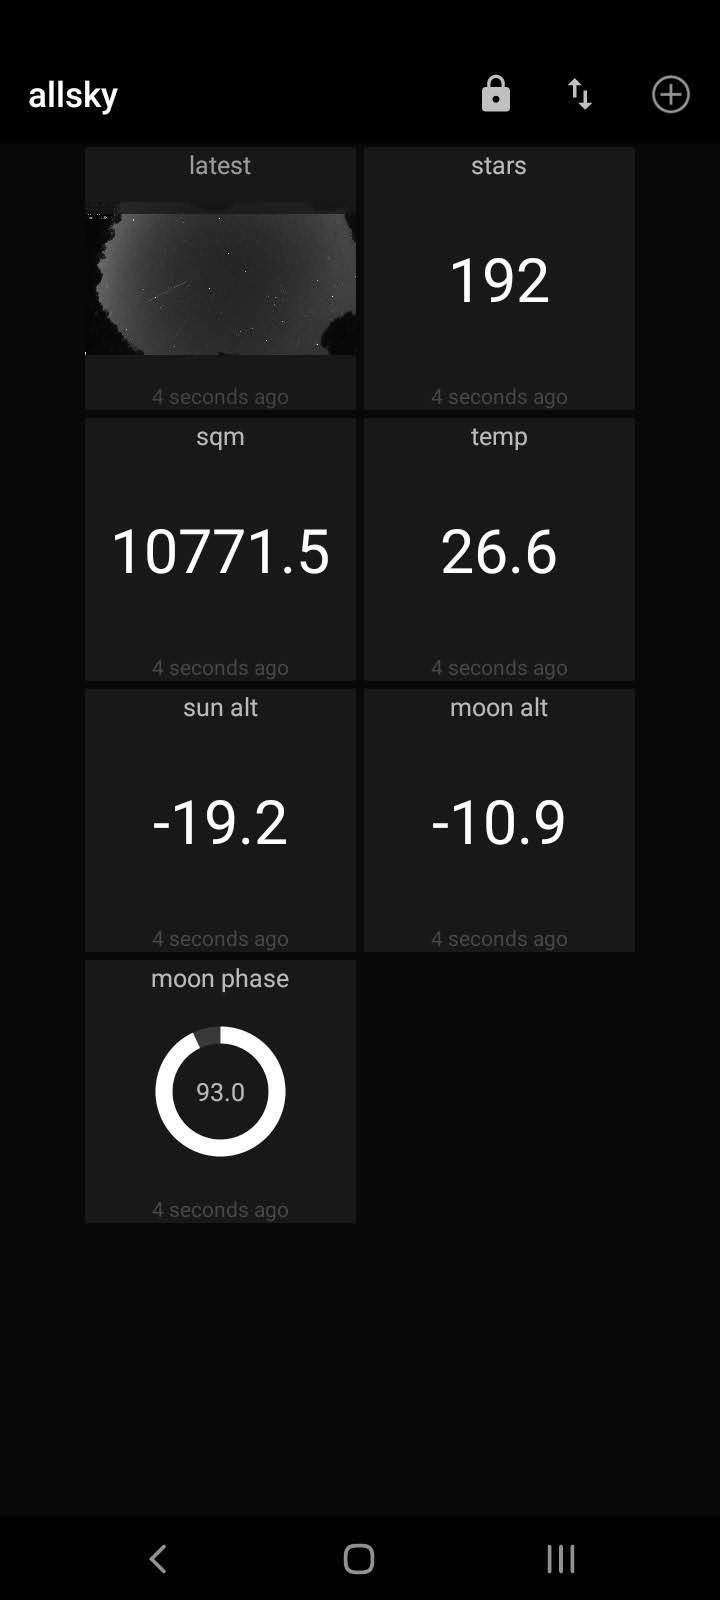 allsky
latest
stars
192
4 seconds ago
4 seconds ago
sqm
temp
10771.5
26.6
4 seconds ago
4 seconds ago
sun alt
moon alt
-19.2
-10.9
4 seconds ago
4 seconds ago
moon phase
93.0
4 seconds ago